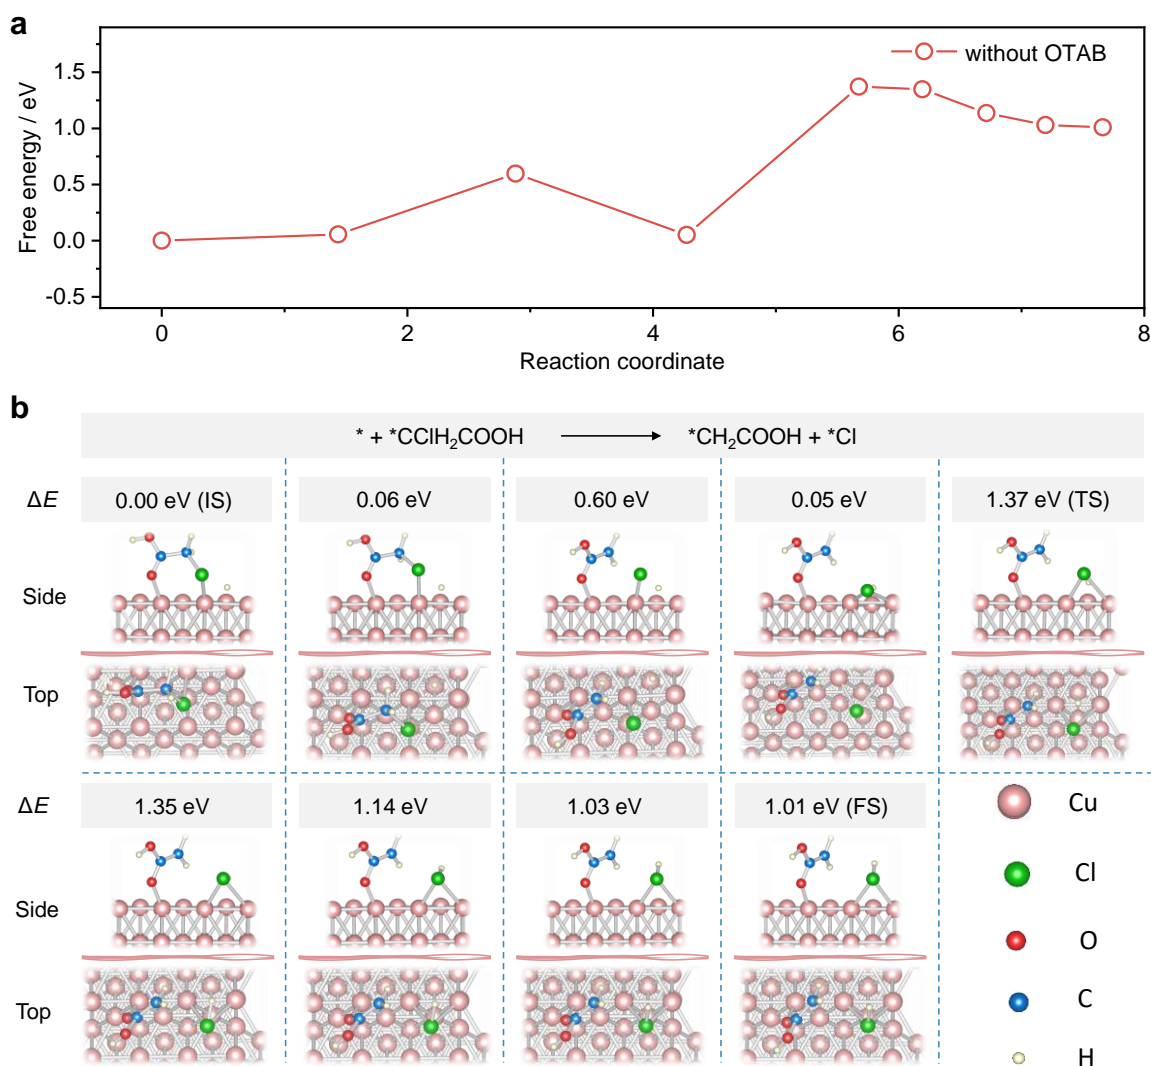 a
without OTAB
Free energy / eV
1.5
1.0
0.5
0.0
-0.5
0 2 4 6 8
Reaction coordinate
b
* + *CClH₂COOH → *CH₂COOH + *Cl
ΔE 0.00 eV (IS) 0.06 eV 0.60 eV 0.05 eV 1.37 eV (TS)
Side
Top
ΔE 1.35 eV 1.14 eV 1.03 eV 1.01 eV (FS)
Side
Top
Cu
Cl
O
C
H